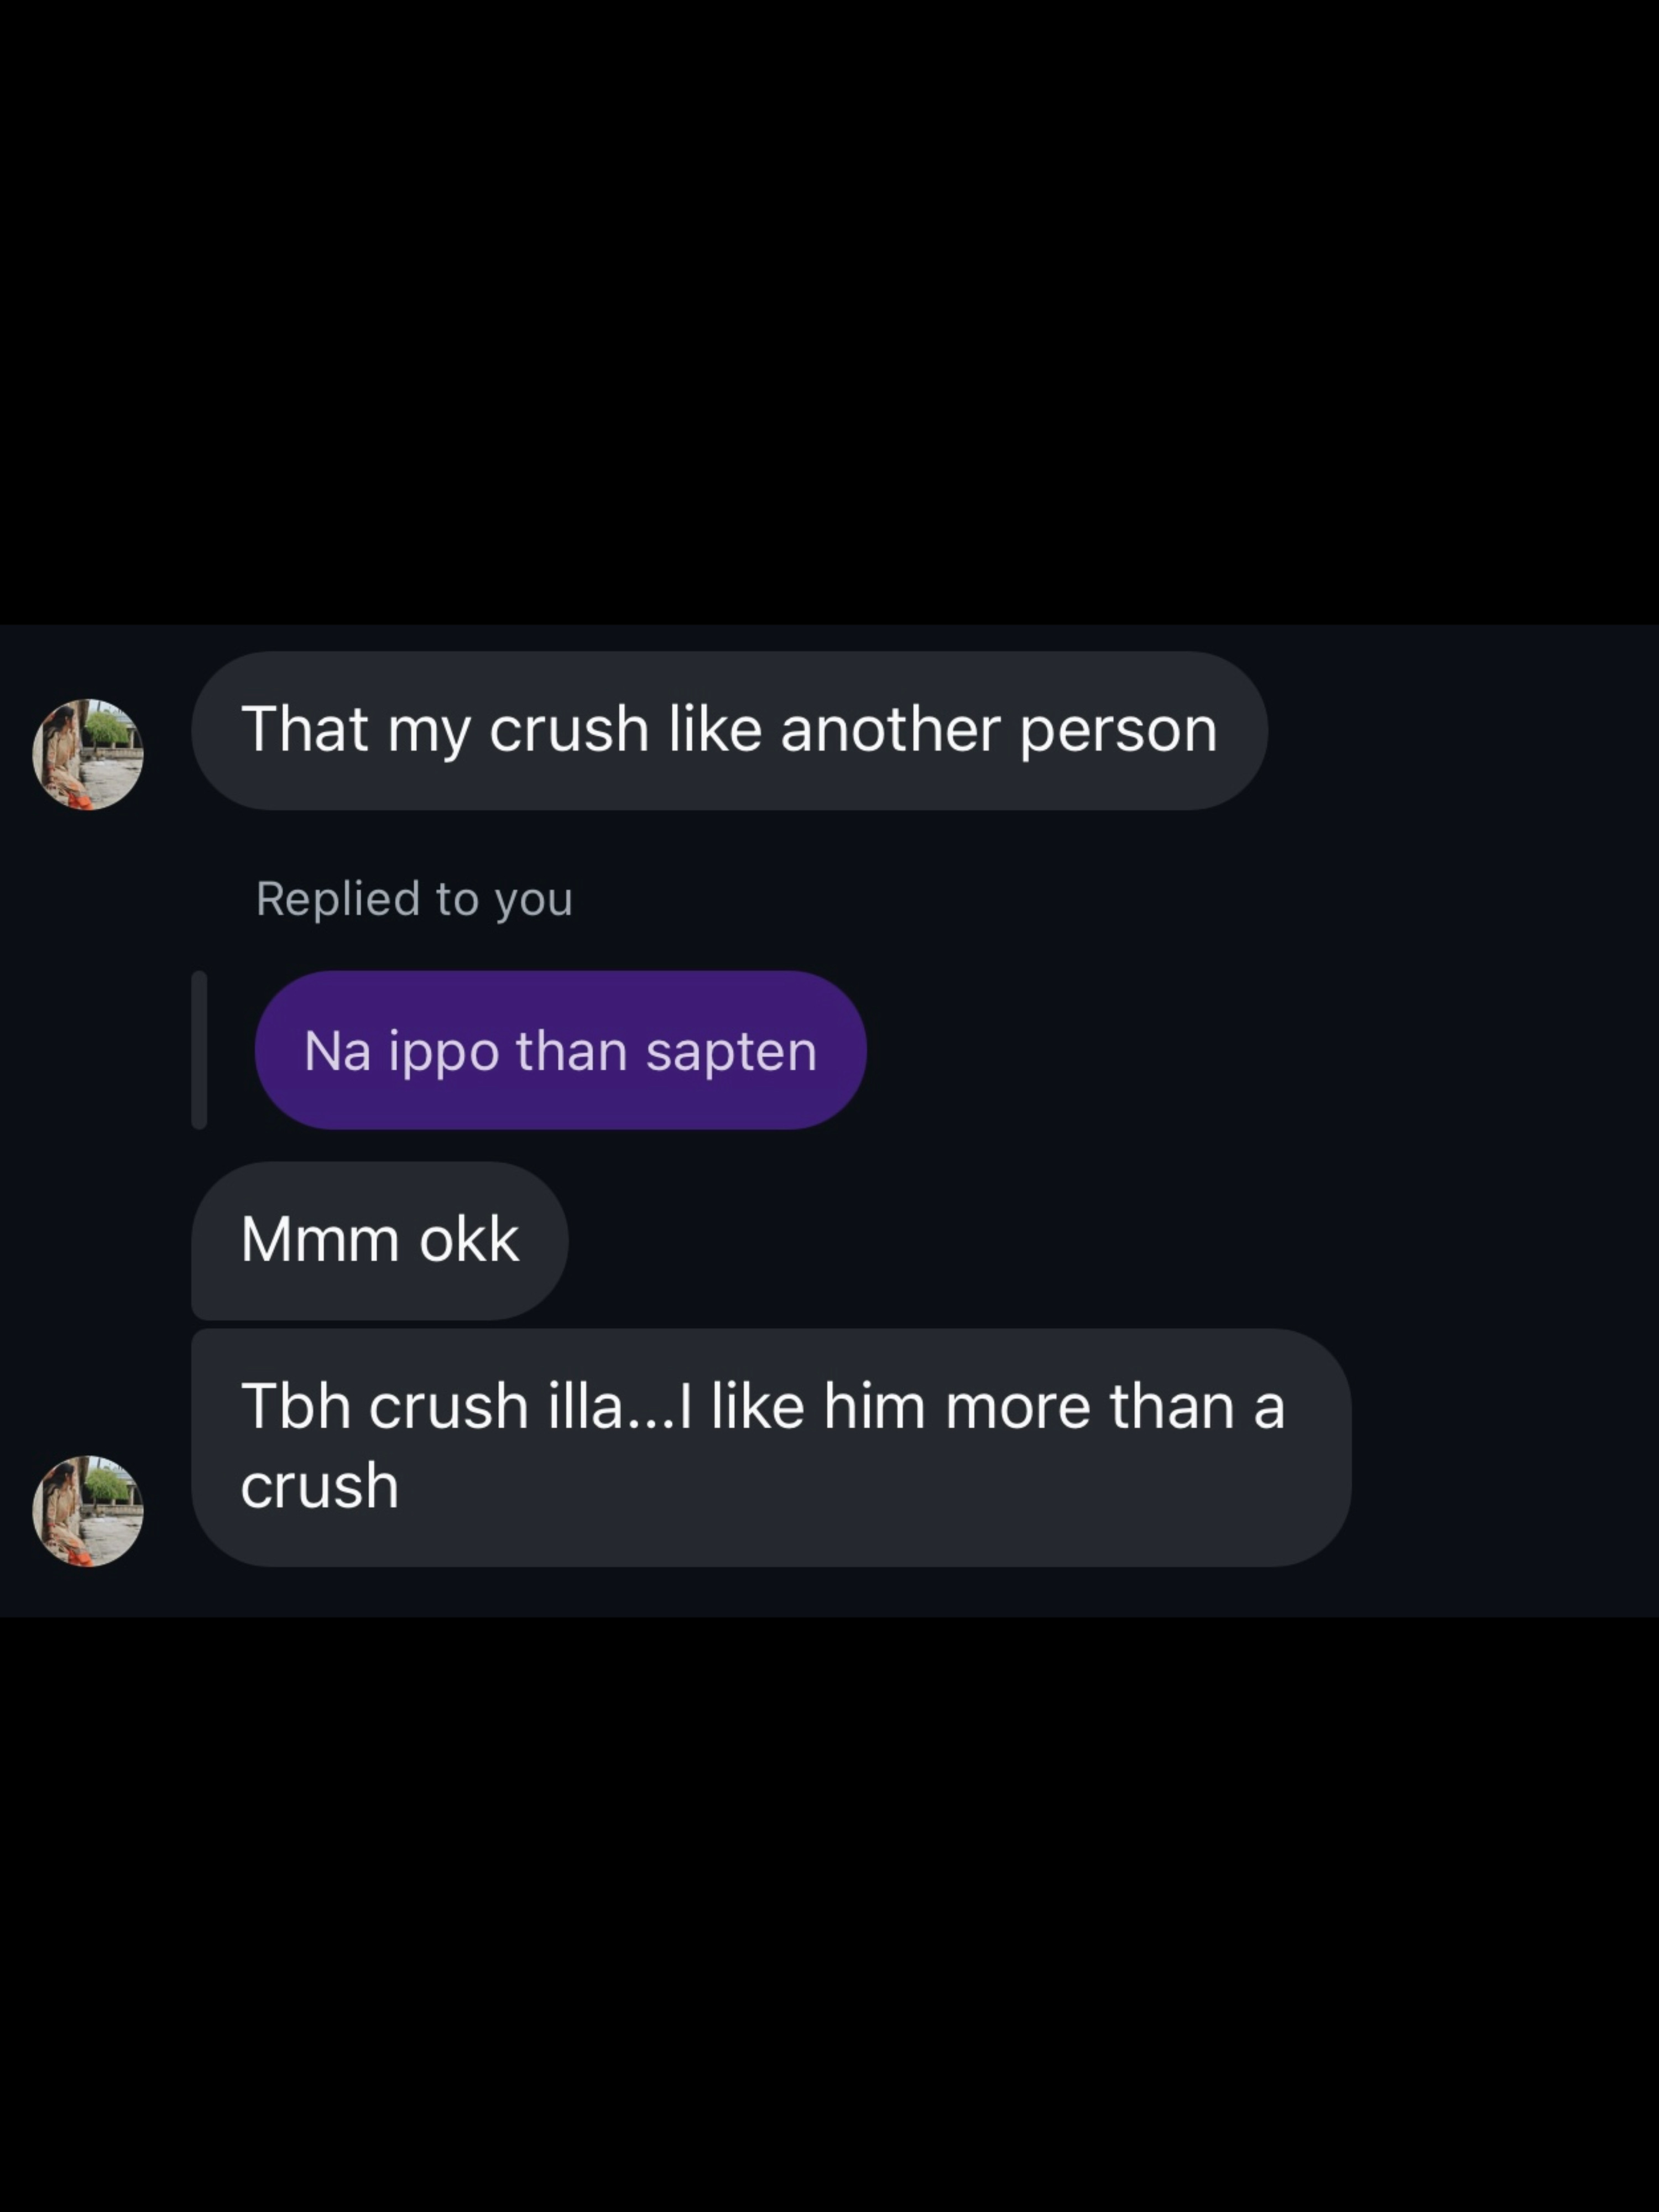 That my crush like another person
Replied to you
Na ippo than sapten
Mmm okk
Tbh crush illa...I like him more than a
crush